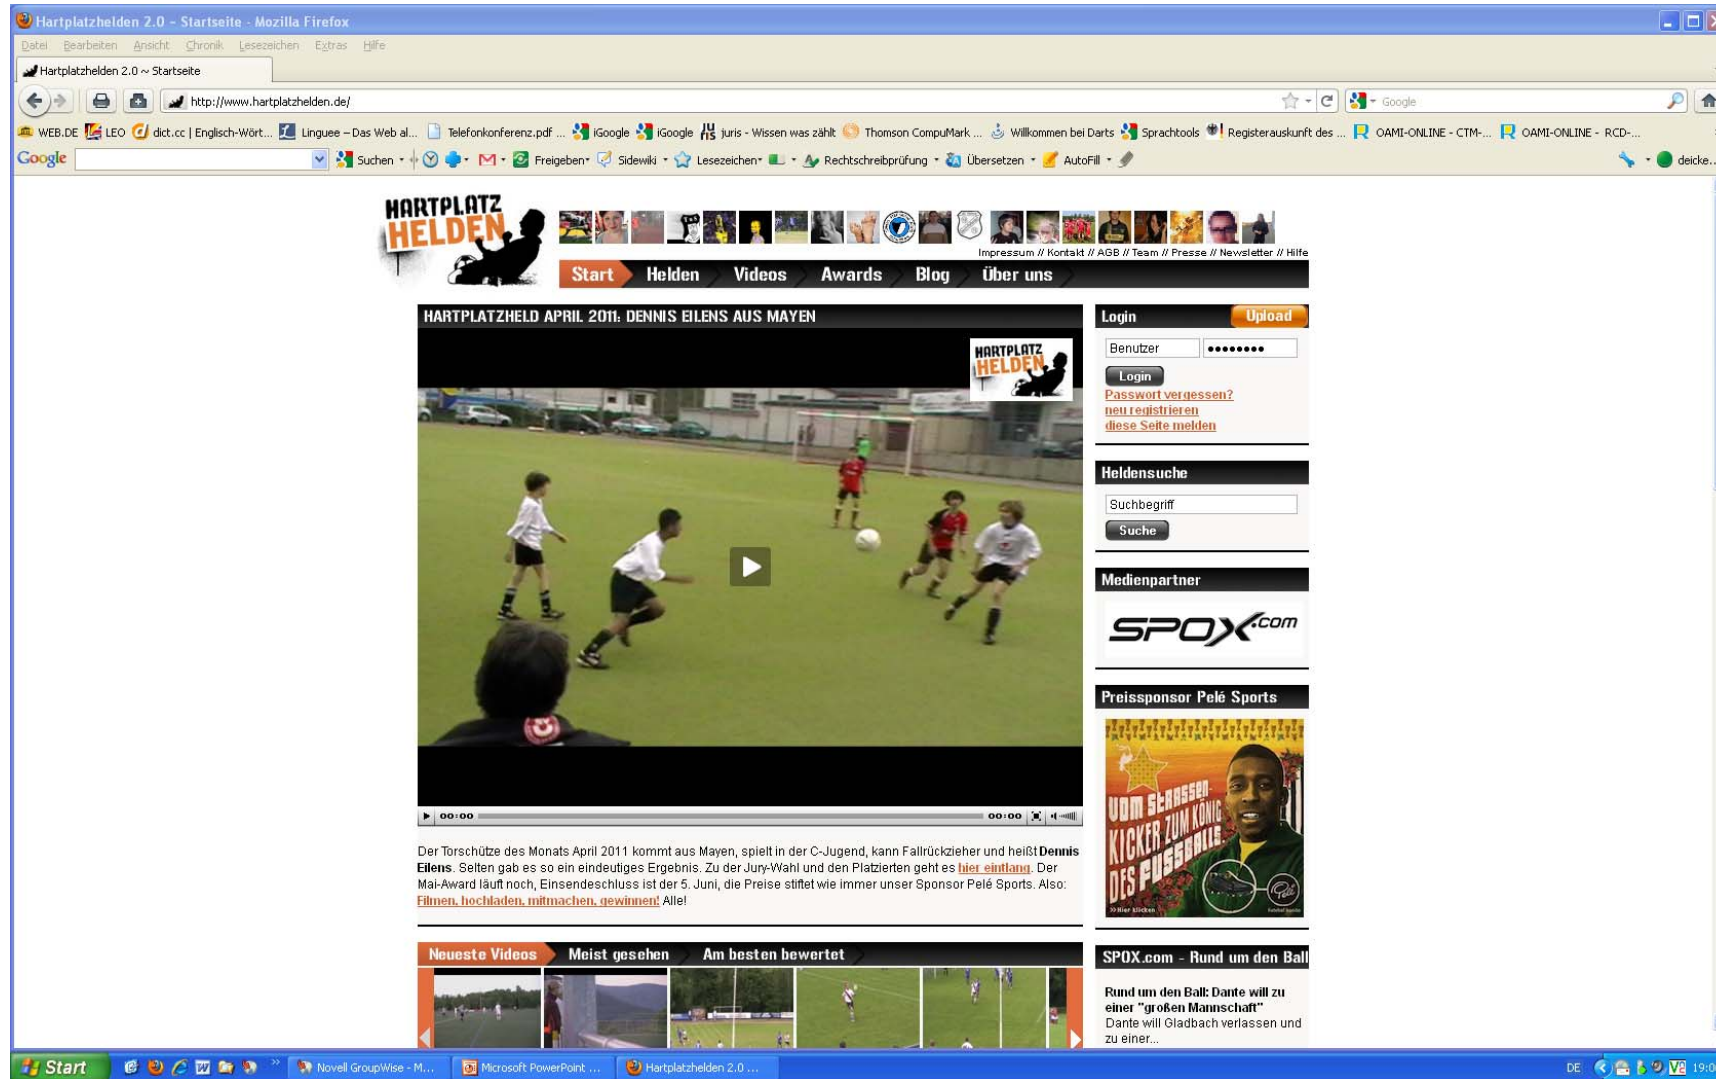 Hartplatzhelden 2.0 ~ Startseite - Mozilla Firefox
Datei Bearbeiten Ansicht Chronik Lesezeichen Extras Hilfe
Hartplatzhelden 2.0 ~ Startseite
http://www.hartplatzhelden.de/
Google
WEB.DE LEO dict.cc | Englisch-Wört... Linguee – Das Web al... Telefonkonferenz.pdf ... iGoogle iGoogle juris - Wissen was zählt Thomson CompuMark ... Willkommen bei Darts Sprachtools Registerauskunft des ... OAMI-ONLINE - CTM-... OAMI-ONLINE - RCD-...
Google Suchen Freigeben Sidewiki Lesezeichen Rechtschreibprüfung Übersetzen AutoFill deicke...
HARTPLATZ
HELDEN
Impressum // Kontakt // AGB // Team // Presse // Newsletter // Hilfe
Start Helden Videos Awards Blog Über uns
HARTPLATZHELD APRIL 2011: DENNIS EILENS AUS MAYEN
HARTPLATZ
HELDEN
00:00 00:00
Der Torschütze des Monats April 2011 kommt aus Mayen, spielt in der C-Jugend, kann Fallrückzieher und heißt Dennis
Eilens. Selten gab es so ein eindeutiges Ergebnis. Zu der Jury-Wahl und den Platzierten geht es hier eintlang. Der
Mai-Award läuft noch, Einsendeschluss ist der 5. Juni, die Preise stiftet wie immer unser Sponsor Pelé Sports. Also:
Filmen, hochladen, mitmachen, gewinnen! Alle!
Neueste Videos Meist gesehen Am besten bewertet
Login Upload
Benutzer
Login
Passwort vergessen?
neu registrieren
diese Seite melden
Heldensuche
Suchbegriff
Suche
Medienpartner
SPOX.com
Preissponsor Pelé Sports
VOM STRASSEN-
KICKER ZUM KÖNIG
DES FUSSBALLS
>> Hier klicken
Pelé
SPOX.com - Rund um den Ball
Rund um den Ball: Dante will zu
einer "großen Mannschaft"
Dante will Gladbach verlassen und
zu einer...
Start Novell GroupWise - M... Microsoft PowerPoint ... Hartplatzhelden 2.0 ... DE 19:0